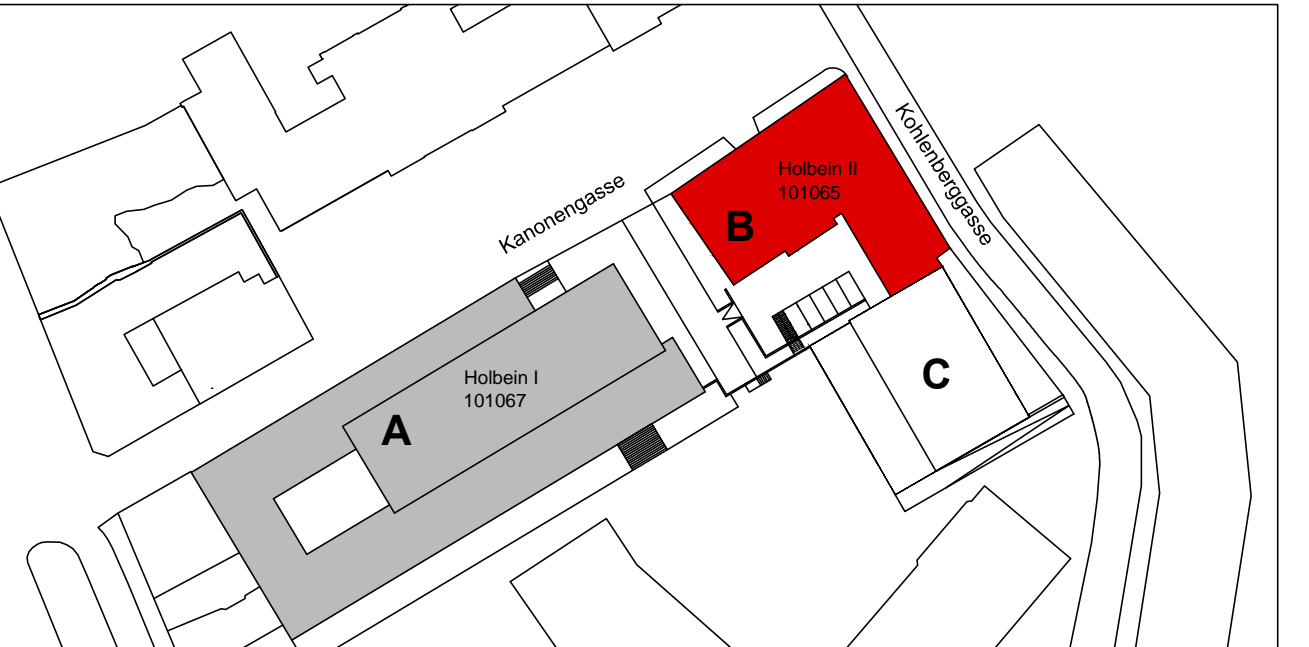 Kohlenberggasse
Holbein II
101065
Kanonengasse
B
Holbein I
101067
A
C